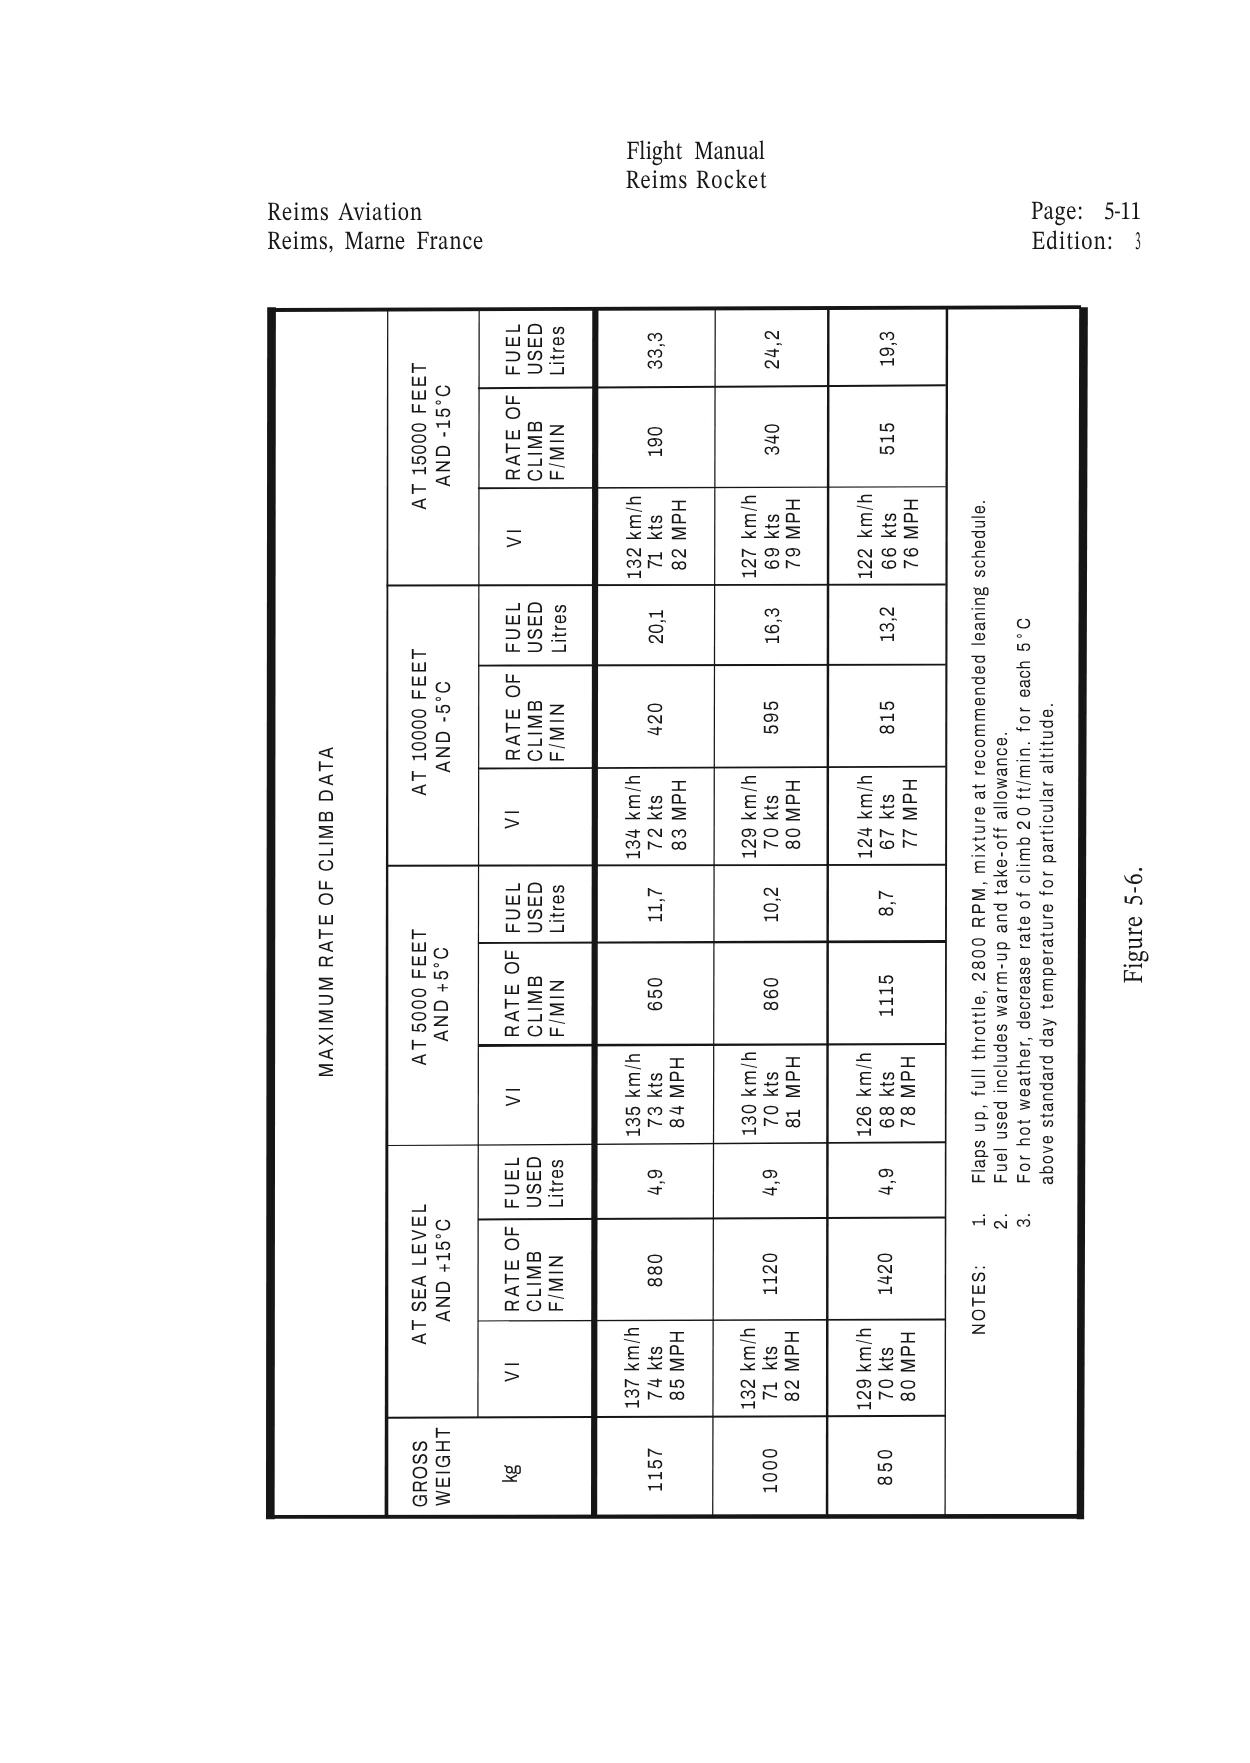 Flight Manual
Reims Rocket
Reims Aviation
Reims, Marne France
Page: 5-11
Edition: 3
MAXIMUM RATE OF CLIMB DATA
GROSS
WEIGHT
kg
AT SEA LEVEL
AND +15°C
AT 5000 FEET
AND +5°C
AT 10000 FEET
AND -5°C
AT 15000 FEET
AND -15°C
VI
RATE OF
CLIMB
F/MIN
FUEL
USED
Litres
VI
RATE OF
CLIMB
F/MIN
FUEL
USED
Litres
VI
RATE OF
CLIMB
F/MIN
FUEL
USED
Litres
VI
RATE OF
CLIMB
F/MIN
FUEL
USED
Litres
1157
137 km/h
74 kts
85 MPH
880
4,9
135 km/h
73 kts
84 MPH
650
11,7
134 km/h
72 kts
83 MPH
420
20,1
132 km/h
71 kts
82 MPH
190
33,3
1000
132 km/h
71 kts
82 MPH
1120
4,9
130 km/h
70 kts
81 MPH
860
10,2
129 km/h
70 kts
80 MPH
595
16,3
127 km/h
69 kts
79 MPH
340
24,2
850
129 km/h
70 kts
80 MPH
1420
4,9
126 km/h
68 kts
78 MPH
1115
8,7
124 km/h
67 kts
77 MPH
815
13,2
122 km/h
66 kts
76 MPH
515
19,3
NOTES: 1. Flaps up, full throttle, 2800 RPM, mixture at recommended leaning schedule.
2. Fuel used includes warm-up and take-off allowance.
3. For hot weather, decrease rate of climb 20 ft/min. for each 5°C
above standard day temperature for particular altitude.
Figure 5-6.